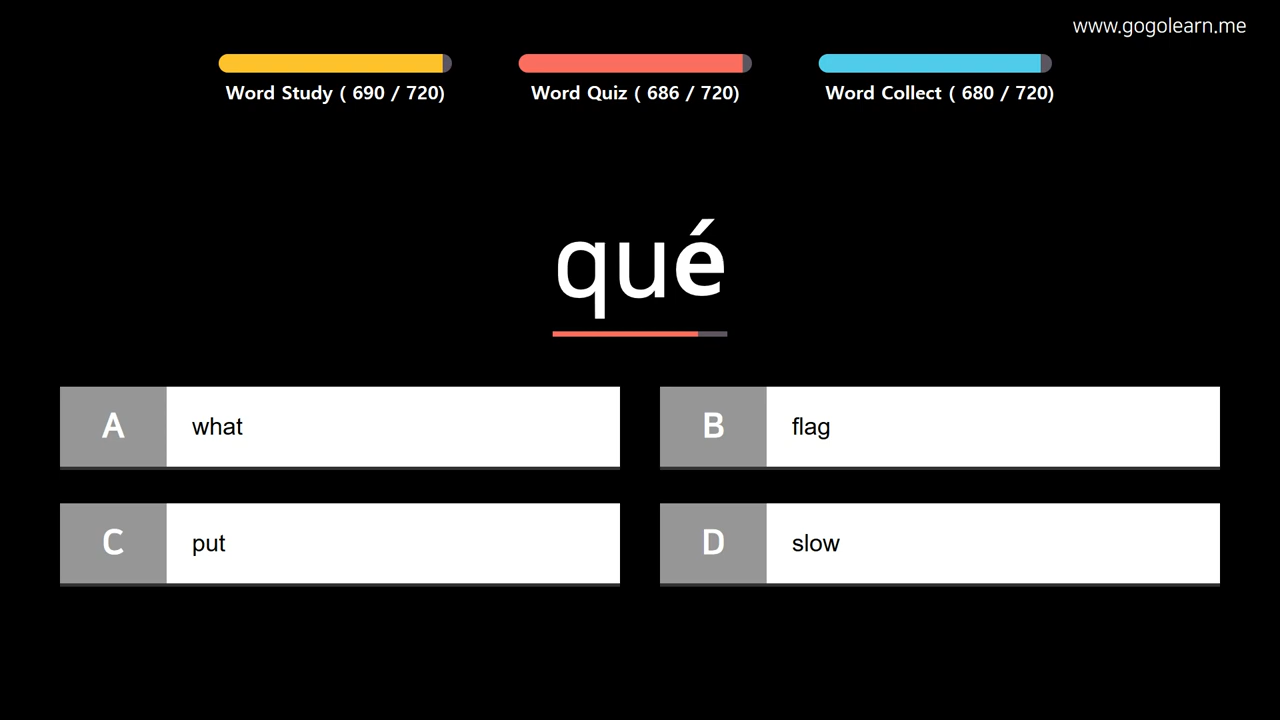 www.gogolearn.me
Word Study ( 690 / 720)
Word Quiz ( 686 / 720)
Word Collect ( 680 / 720)
qué
A what
B flag
C put
D slow